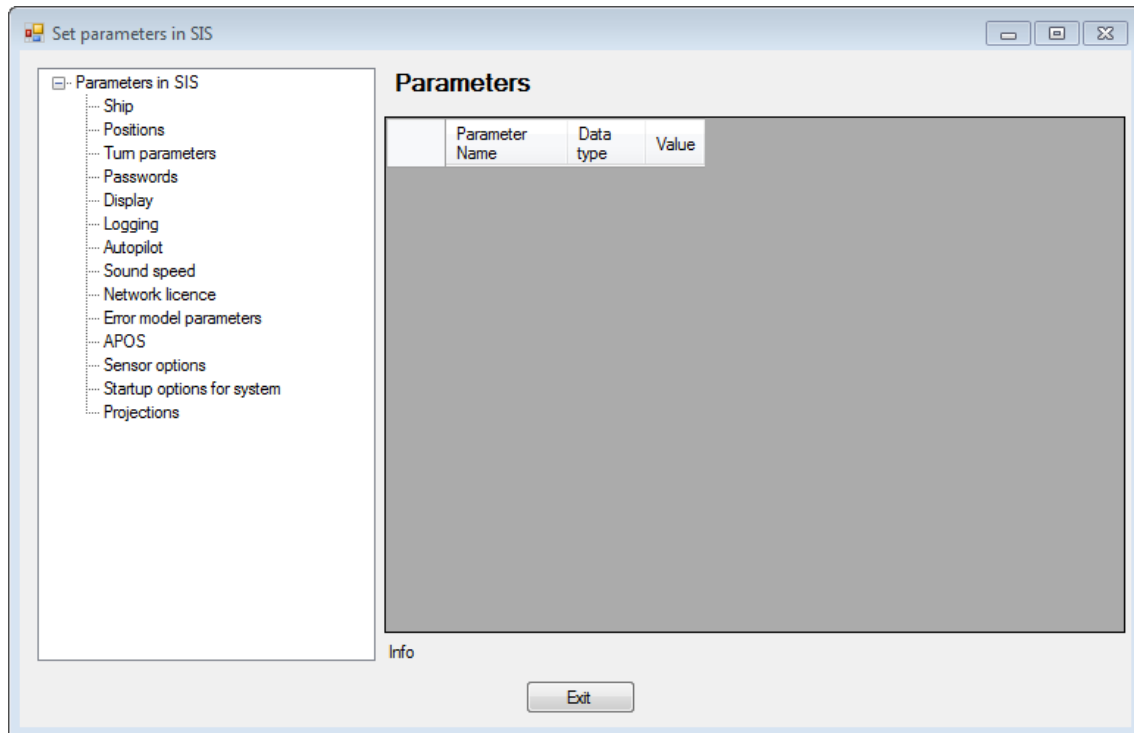 Set parameters in SIS
Parameters in SIS
Ship
Positions
Turn parameters
Passwords
Display
Logging
Autopilot
Sound speed
Network licence
Error model parameters
APOS
Sensor options
Startup options for system
Projections
Parameters
Parameter
Name
Data
type
Value
Info
Exit